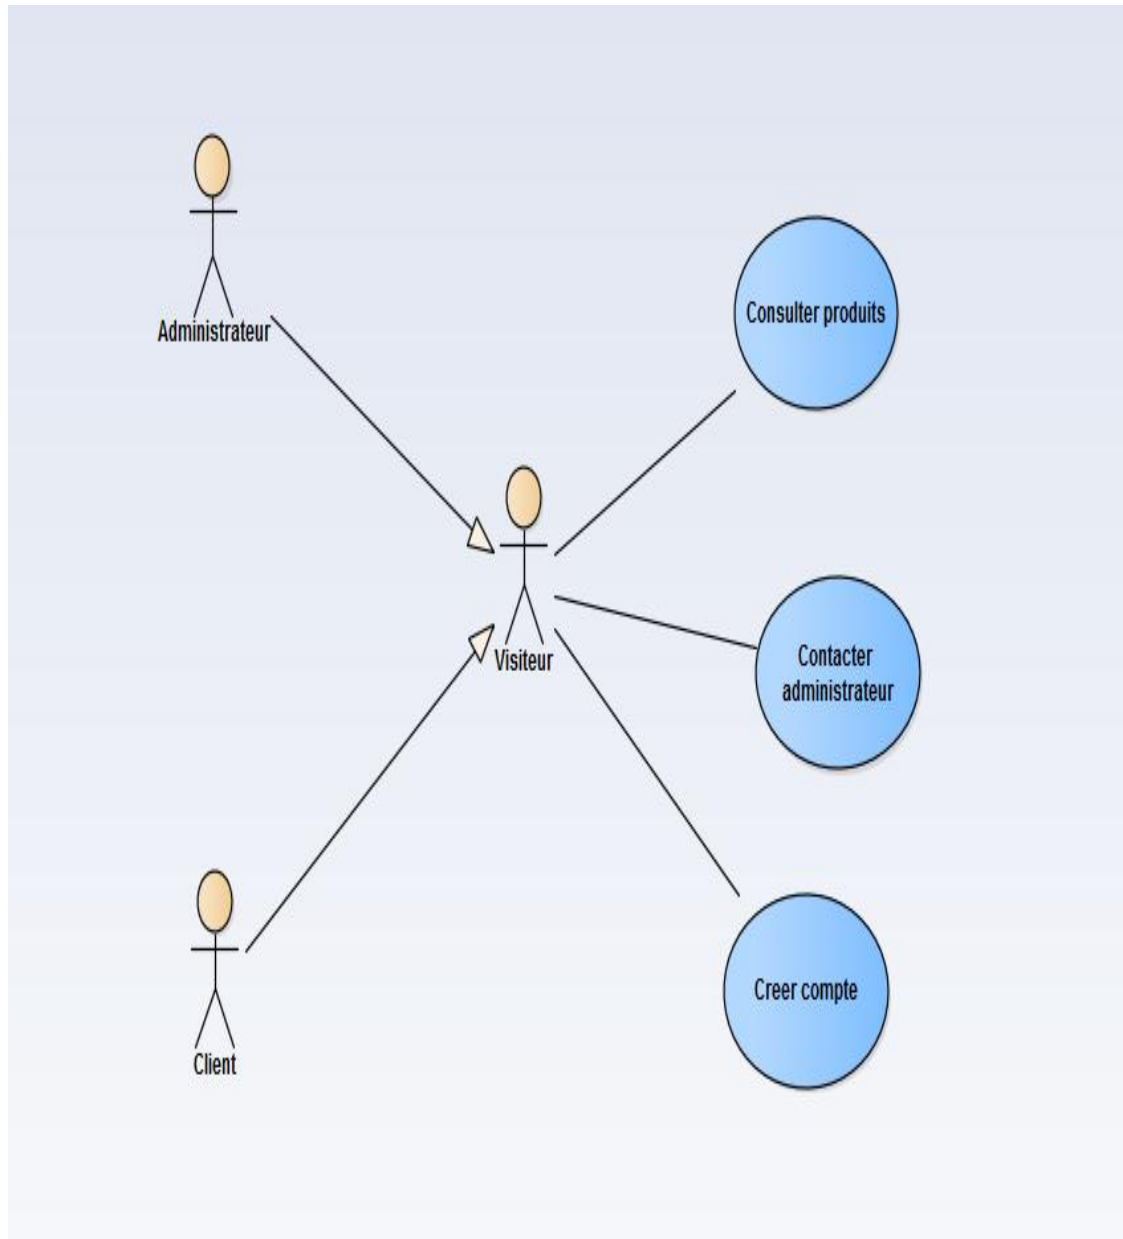 Administrateur
Consulter produits
Visiteur
Contacter
administrateur
Creer compte
Client